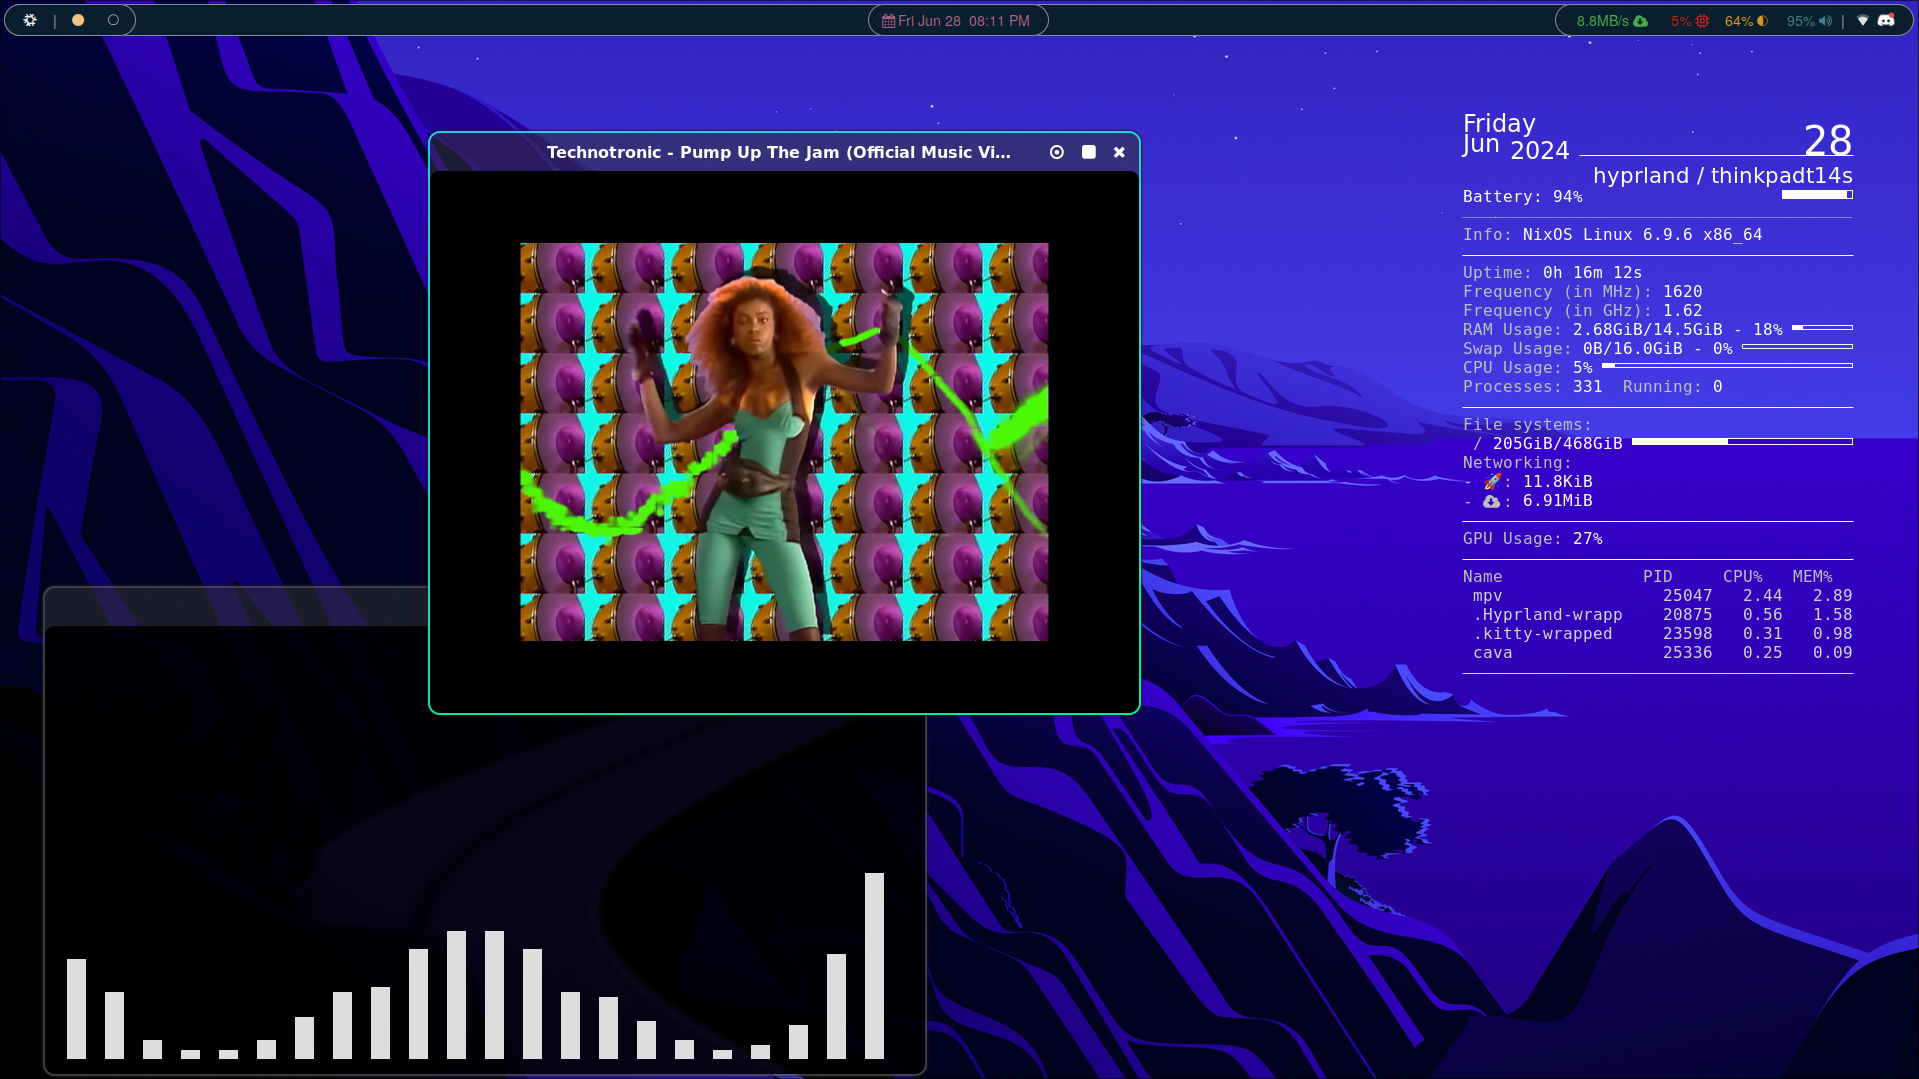 |
Fri Jun 28 08:11 PM
8.8MB/s 5% 64% 95% |
Technotronic - Pump Up The Jam (Official Music Vi...
Friday
Jun 2024 28
hyprland / thinkpadt14s
Battery: 94%
Info: NixOS Linux 6.9.6 x86_64
Uptime: 0h 16m 12s
Frequency (in MHz): 1620
Frequency (in GHz): 1.62
RAM Usage: 2.68GiB/14.5GiB - 18%
Swap Usage: 0B/16.0GiB - 0%
CPU Usage: 5%
Processes: 331 Running: 0
File systems:
/ 205GiB/468GiB
Networking:
- 🚀: 11.8KiB
- : 6.91MiB
GPU Usage: 27%
Name PID CPU% MEM%
mpv 25047 2.44 2.89
.Hyprland-wrapp 20875 0.56 1.58
.kitty-wrapped 23598 0.31 0.98
cava 25336 0.25 0.09